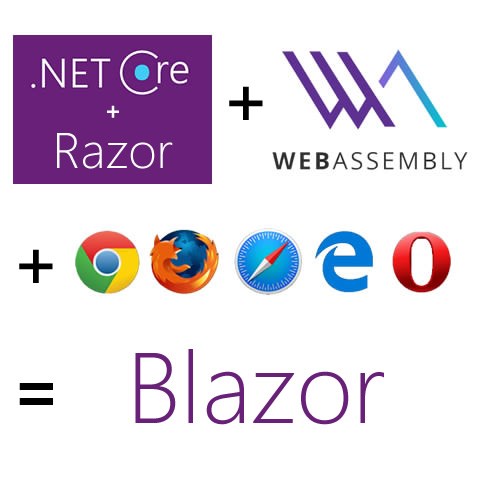 .NET Core
+
Razor
+
WEBASSEMBLY
+
= Blazor